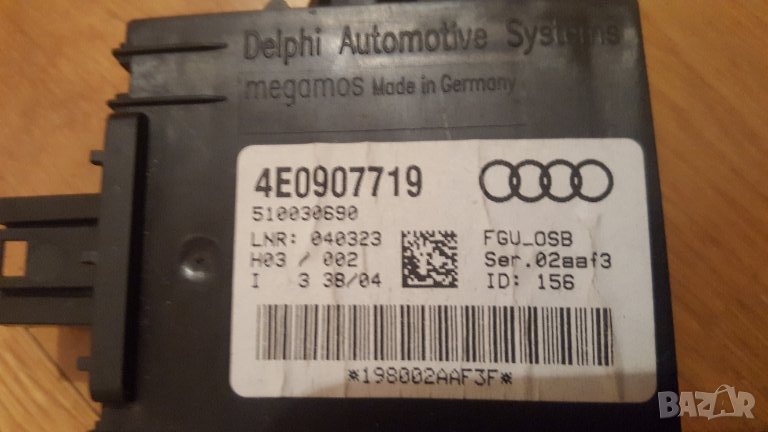 Delphi Automotive Systems
megamos Made in Germany
4E0907719
510030690
LNR: 040323
FGU_OSB
H03 / 002
Ser.02aaf3
I 3 38/04
ID: 156
*198002AAF3F*
BAZAR